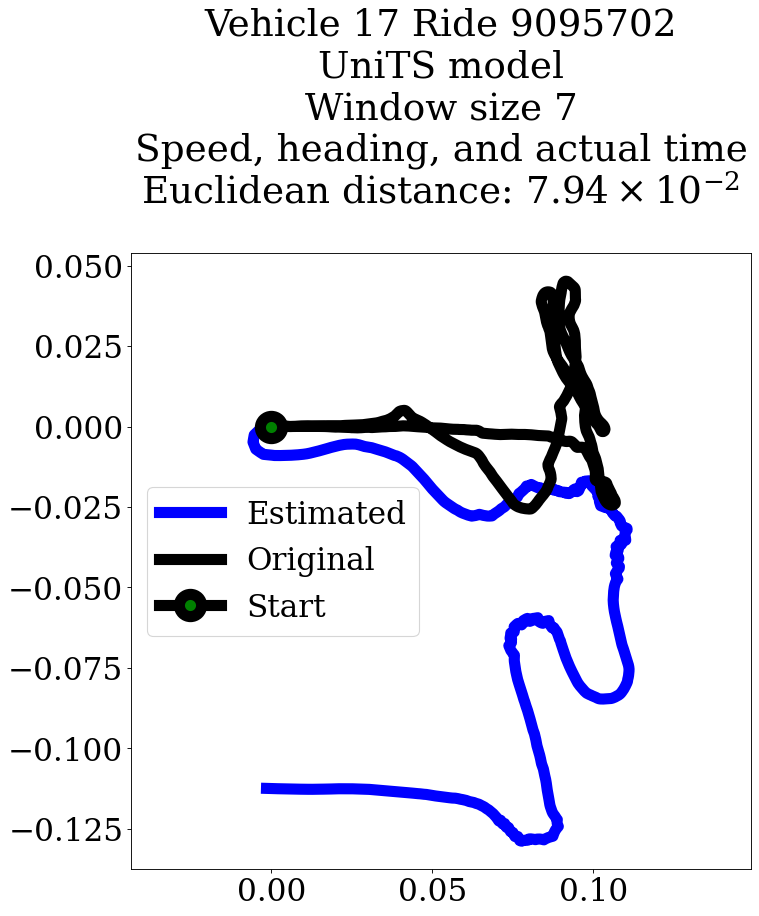 Vehicle 17 Ride 9095702
UniTS model
Window size 7
Speed, heading, and actual time
Euclidean distance: 7.94 × 10⁻²
0.050
0.025
0.000
−0.025
Estimated
−0.050
Original
Start
−0.075
−0.100
−0.125
0.00 0.05 0.10